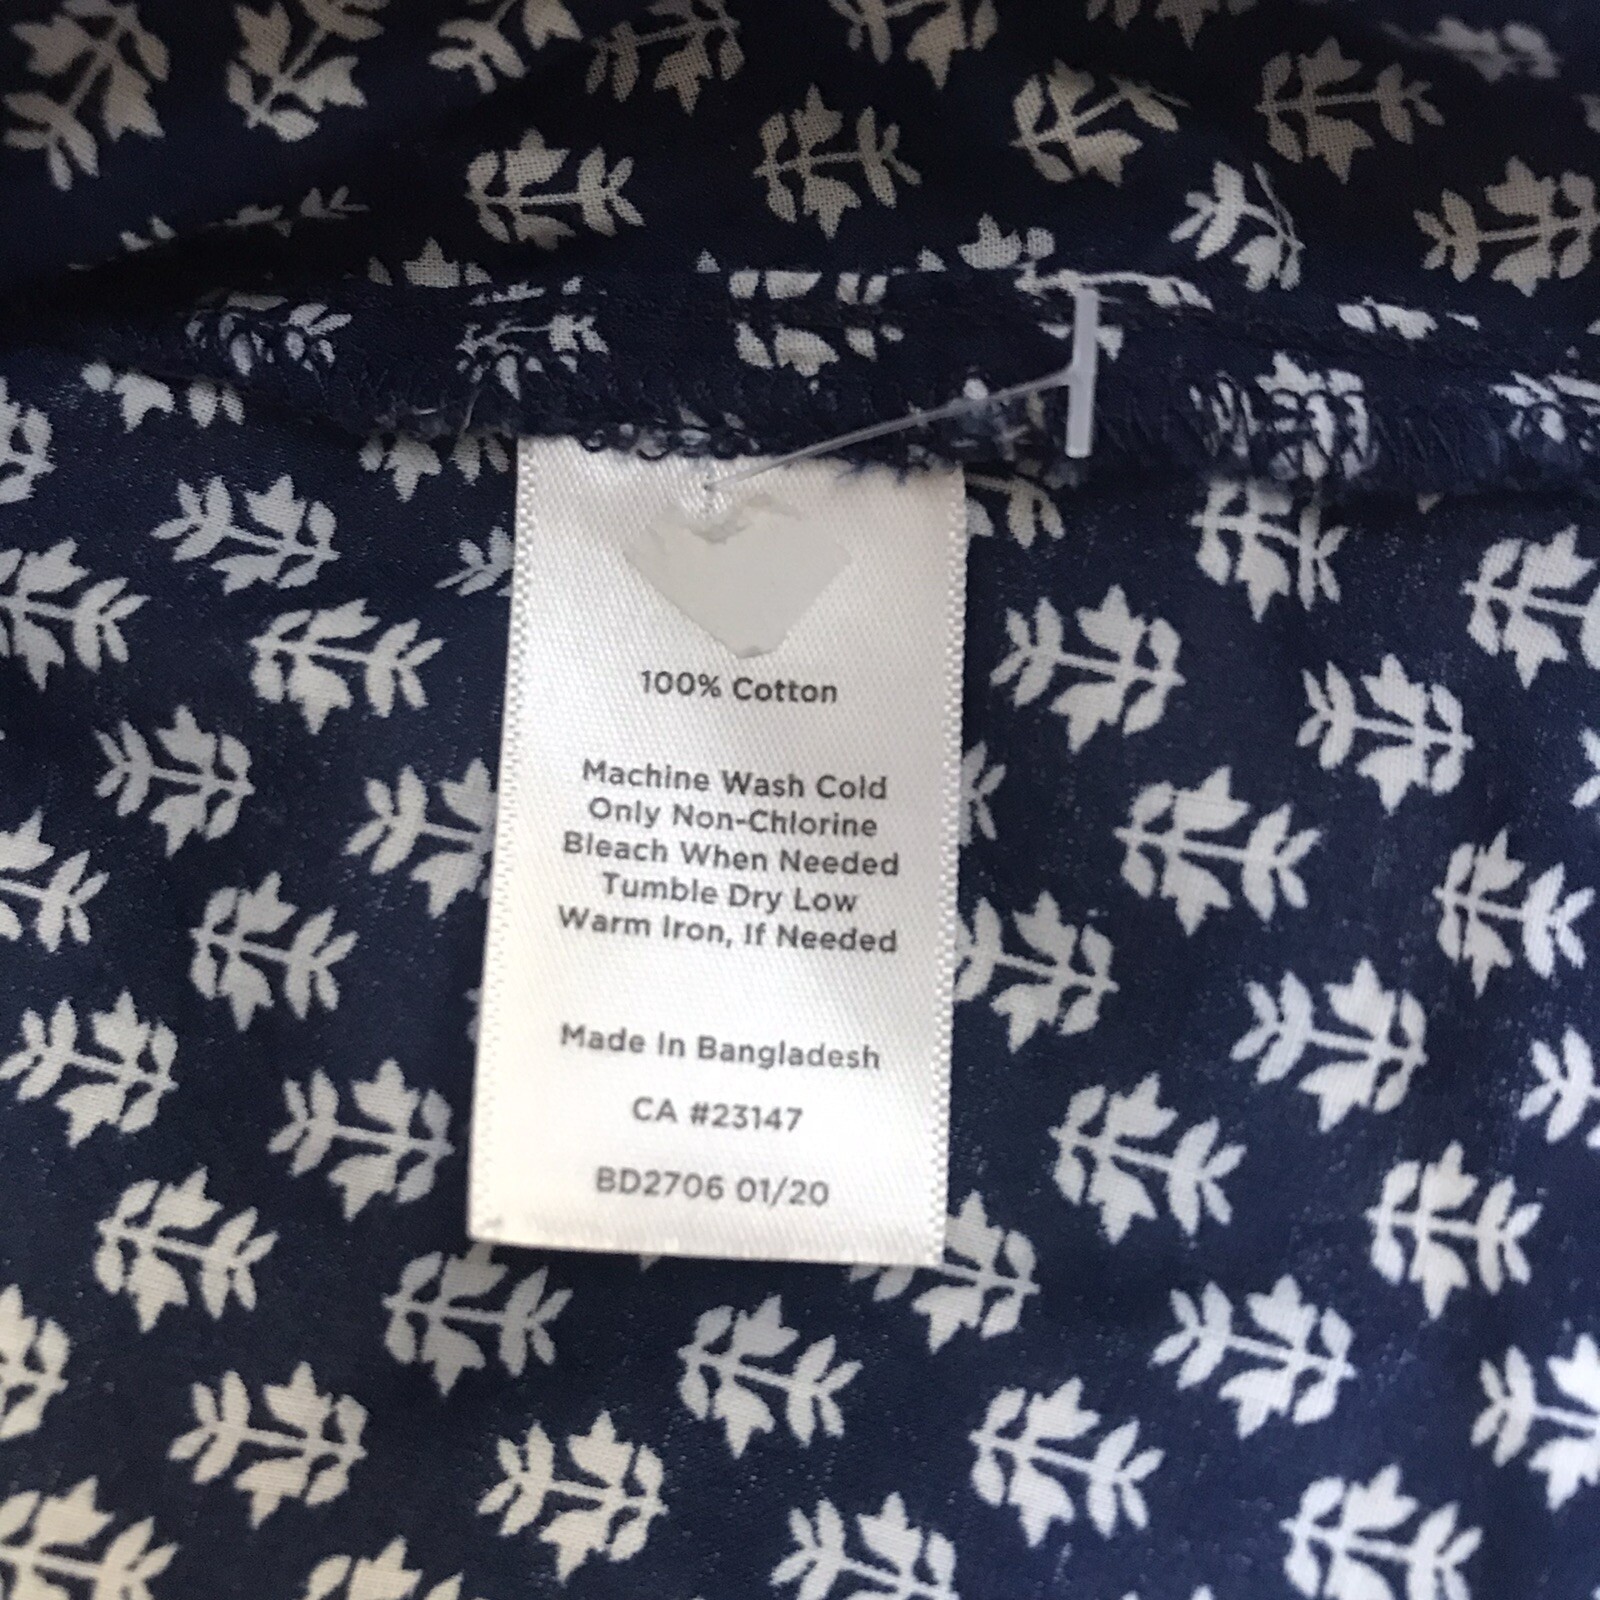 100% Cotton
Machine Wash Cold
Only Non-Chlorine
Bleach When Needed
Tumble Dry Low
Warm Iron, If Needed
Made In Bangladesh
CA #23147
BD2706 01/20